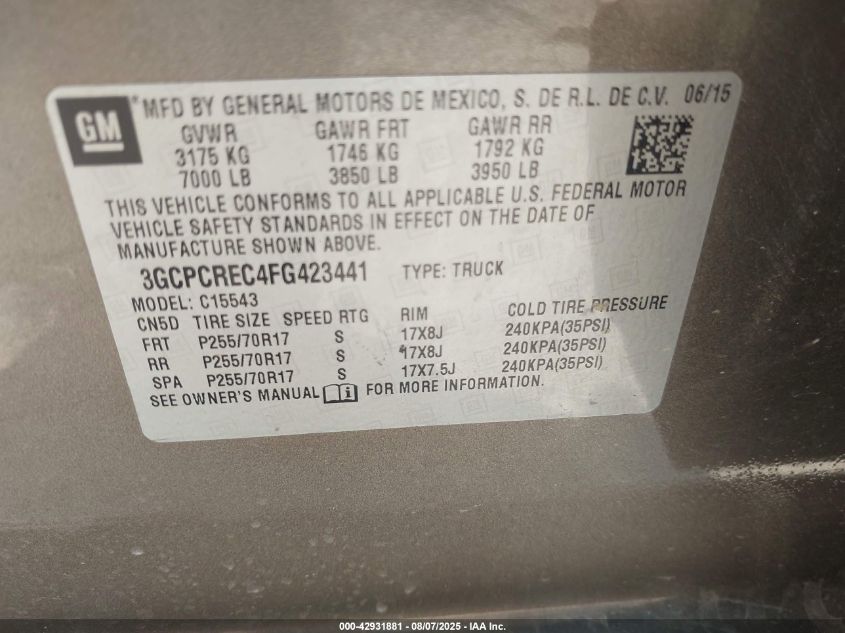 GM
*MFD BY GENERAL MOTORS DE MEXICO, S. DE R.L. DE C.V. 06/15
GVWR GAWR FRT GAWR RR
3175 KG 1746 KG 1792 KG
7000 LB 3850 LB 3950 LB
THIS VEHICLE CONFORMS TO ALL APPLICABLE U.S. FEDERAL MOTOR
VEHICLE SAFETY STANDARDS IN EFFECT ON THE DATE OF
MANUFACTURE SHOWN ABOVE.
3GCPCREC4FG423441 TYPE: TRUCK
MODEL: C15543
CN5D TIRE SIZE SPEED RTG RIM COLD TIRE PRESSURE
FRT P255/70R17 S 17X8J 240KPA(35PSI)
RR P255/70R17 S 17X8J 240KPA(35PSI)
SPA P255/70R17 S 17X7.5J 240KPA(35PSI)
SEE OWNER'S MANUAL FOR MORE INFORMATION.
000-42931881 - 08/07/2025 - IAA Inc.